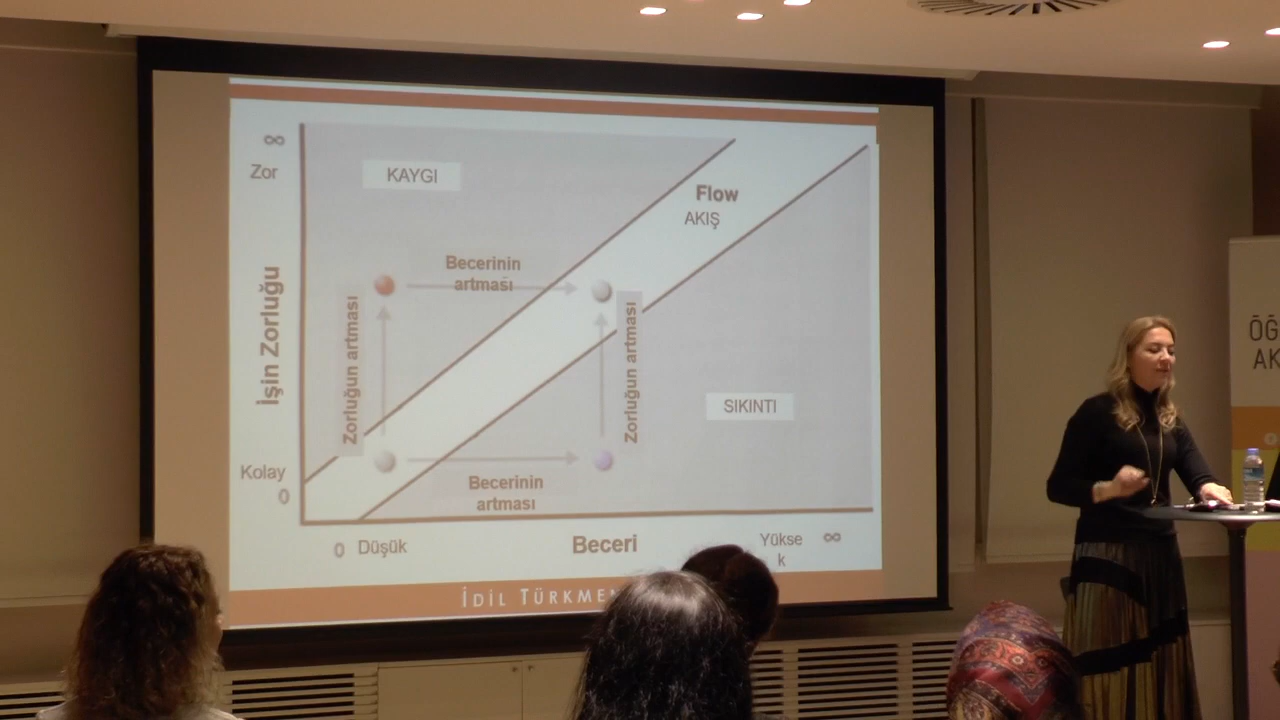 ∞
Zor
KAYGI
Flow
AKIŞ
Becerinin
artması
Zorluğun artması
Zorluğun artması
İşin Zorluğu
SIKINTI
Kolay
0
Becerinin
artması
0 Düşük
Beceri
Yükse
k
∞
İDİL TÜRKME
ÖĞ
AK